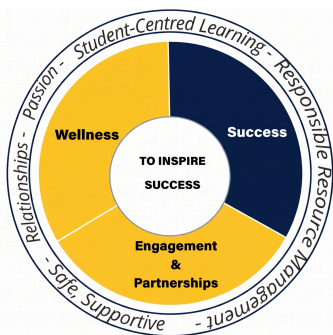 Passion - Student-Centred Learning - Responsible Resource Management - Safe, Supportive Relationships -
Wellness
Success
TO INSPIRE
SUCCESS
Engagement
&
Partnerships